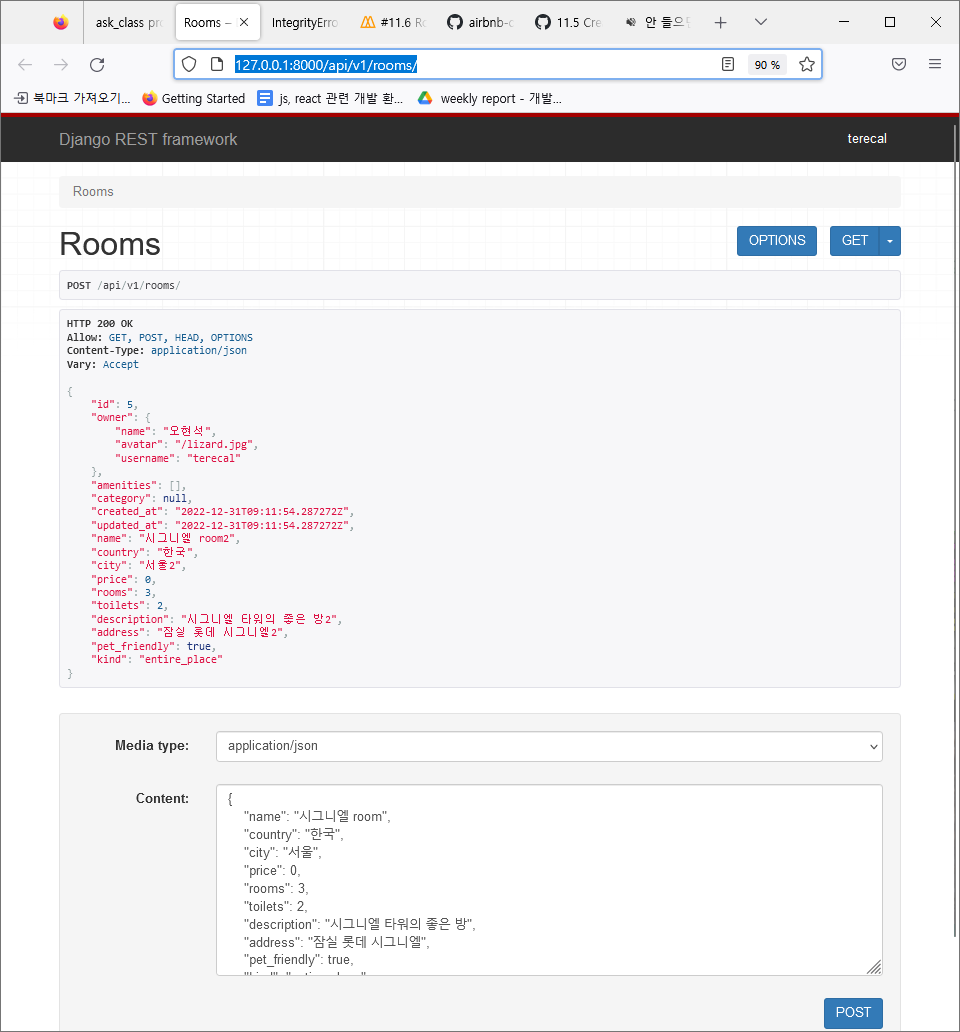 ask_class pro
Rooms –
IntegrityErro
#11.6 Ro
airbnb-c
11.5 Cre
안 들으면
127.0.0.1:8000/api/v1/rooms/
90 %
북마크 가져오기...
Getting Started
js, react 관련 개발 환...
weekly report - 개발...
Django REST framework
terecal
Rooms
Rooms
OPTIONS
GET
POST /api/v1/rooms/
HTTP 200 OK
Allow: GET, POST, HEAD, OPTIONS
Content-Type: application/json
Vary: Accept
{
"id": 5,
"owner": {
"name": "오현석",
"avatar": "/lizard.jpg",
"username": "terecal"
},
"amenities": [],
"category": null,
"created_at": "2022-12-31T09:11:54.287272Z",
"updated_at": "2022-12-31T09:11:54.287272Z",
"name": "시그니엘 room2",
"country": "한국",
"city": "서울2",
"price": 0,
"rooms": 3,
"toilets": 2,
"description": "시그니엘 타워의 좋은 방2",
"address": "잠실 롯데 시그니엘2",
"pet_friendly": true,
"kind": "entire_place"
}
Media type:
application/json
Content:
{
"name": "시그니엘 room",
"country": "한국",
"city": "서울",
"price": 0,
"rooms": 3,
"toilets": 2,
"description": "시그니엘 타워의 좋은 방",
"address": "잠실 롯데 시그니엘",
"pet_friendly": true,
POST